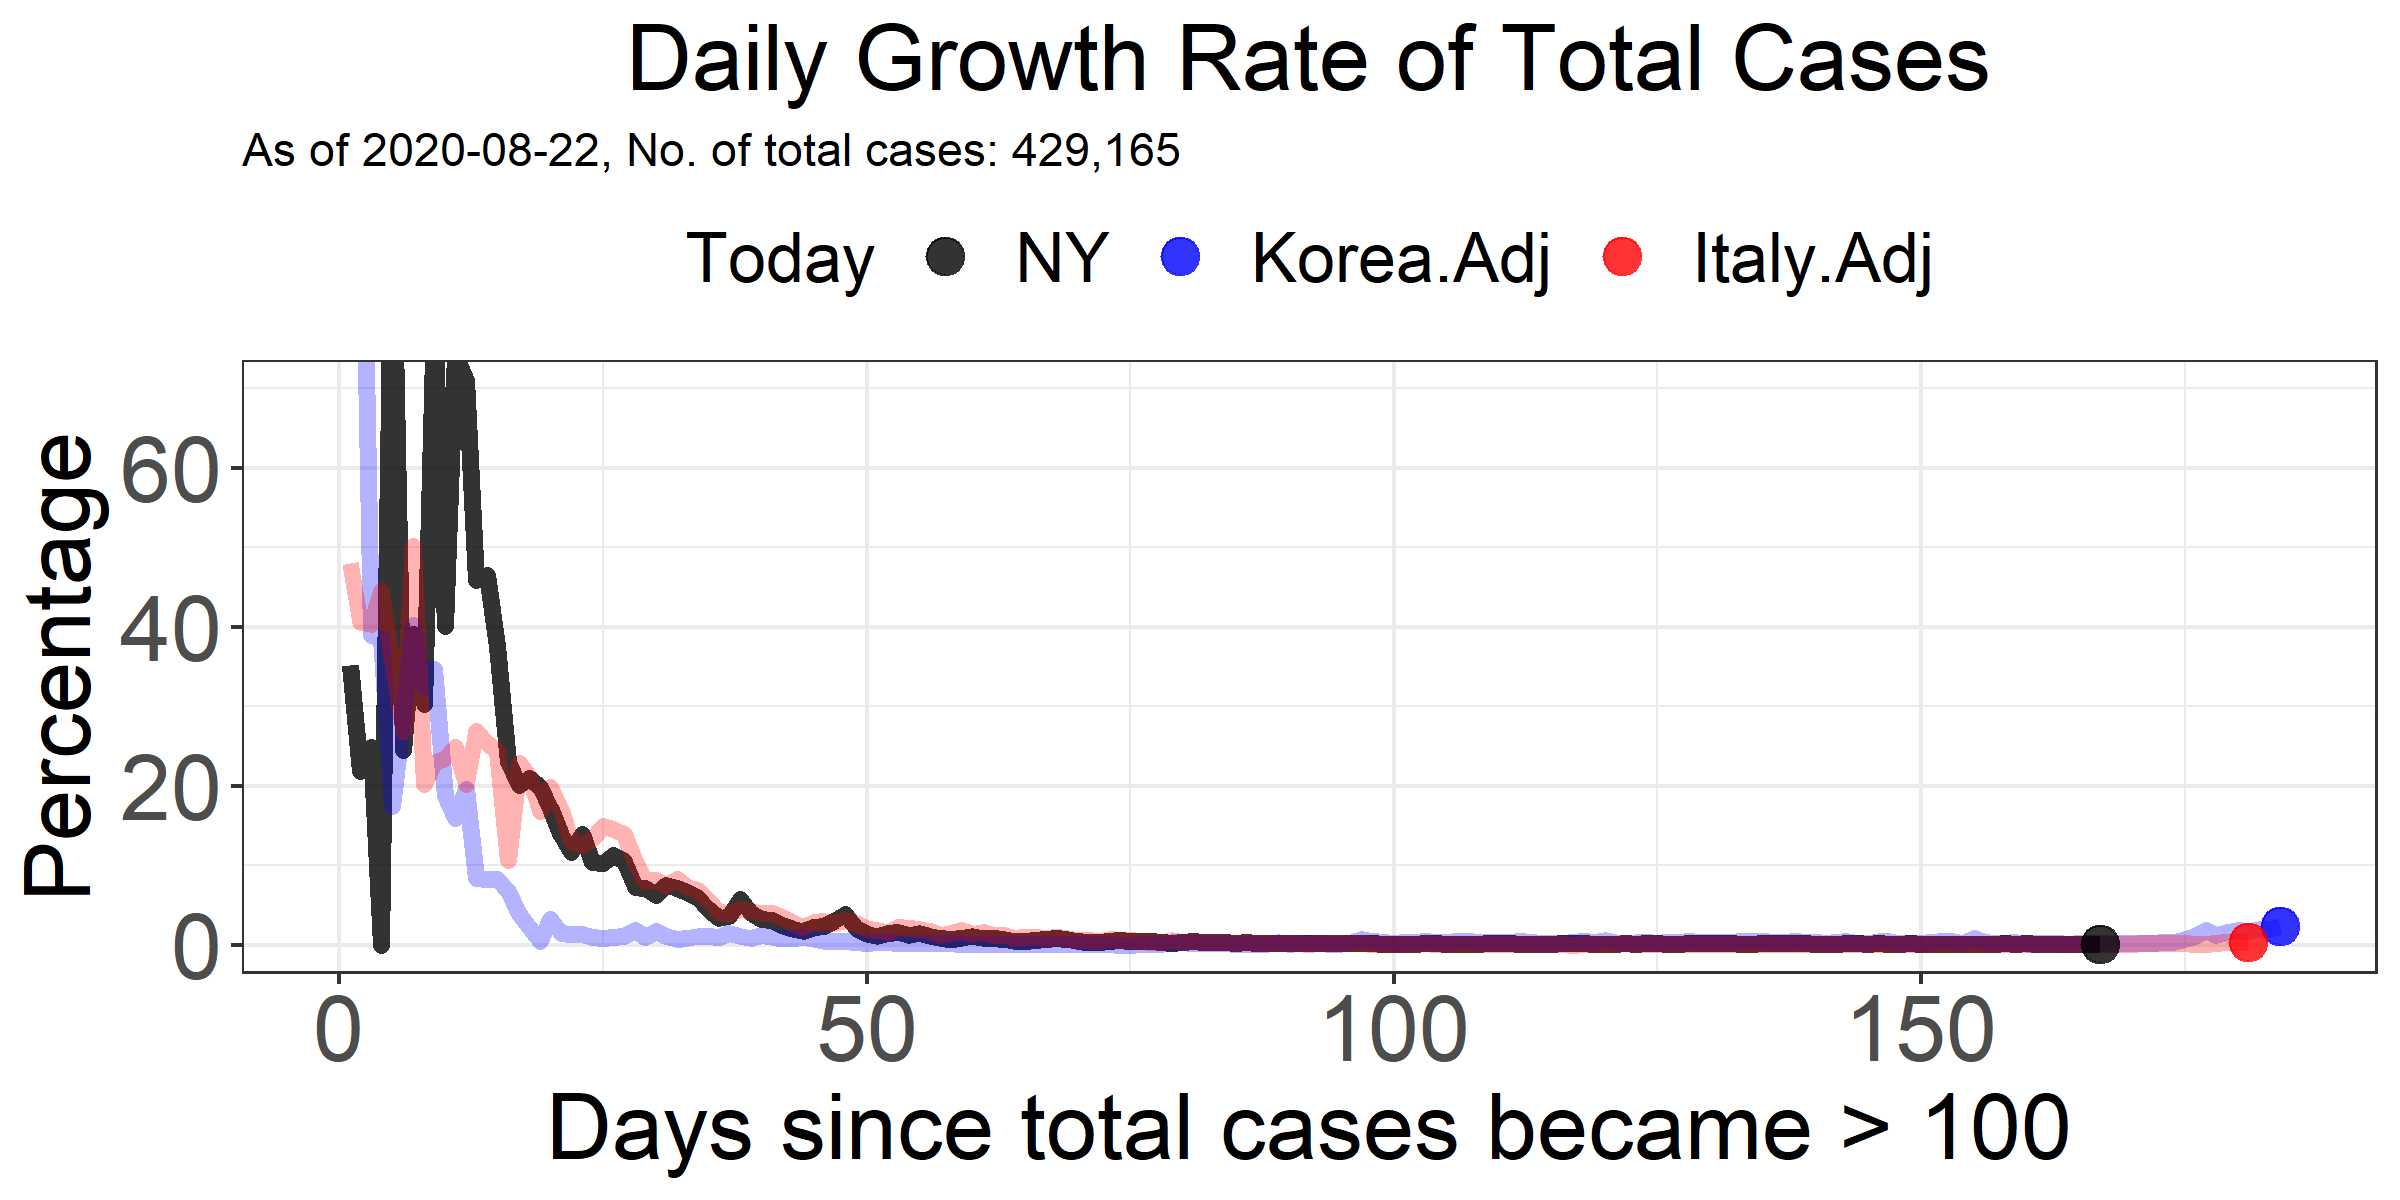 Daily Growth Rate of Total Cases
As of 2020-08-22, No. of total cases: 429,165
Today NY Korea.Adj Italy.Adj
Percentage
60
40
20
0
0 50 100 150
Days since total cases became > 100